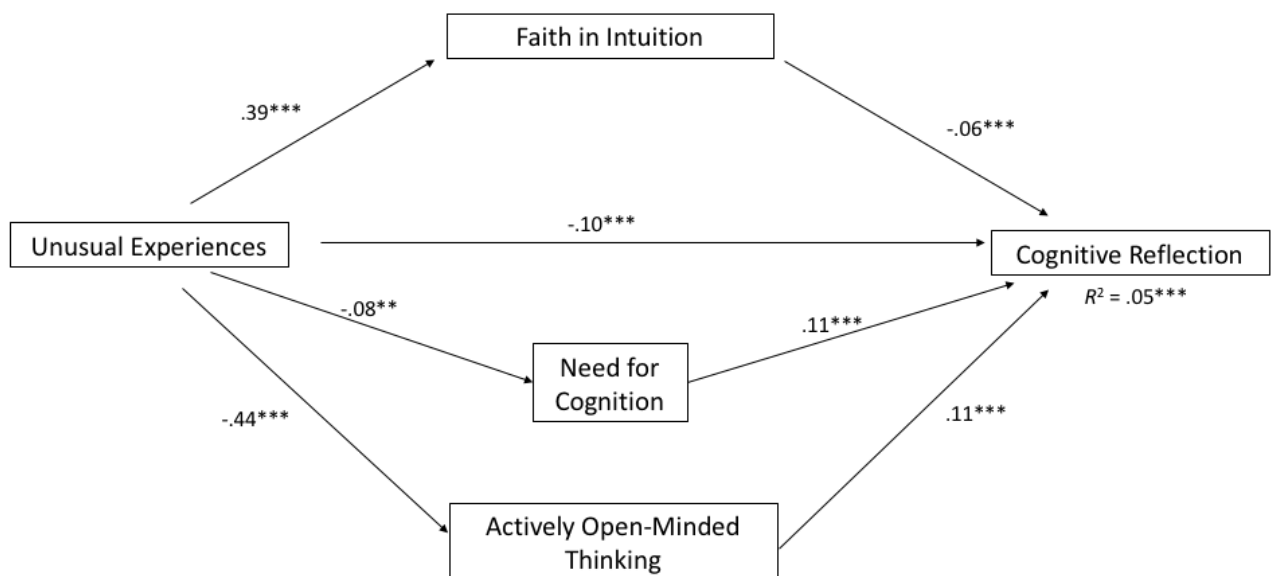 Faith in Intuition
.39***
-.06***
-.10***
Unusual Experiences
Cognitive Reflection
R² = .05***
-.08**
.11***
Need for
Cognition
-.44***
.11***
Actively Open-Minded
Thinking